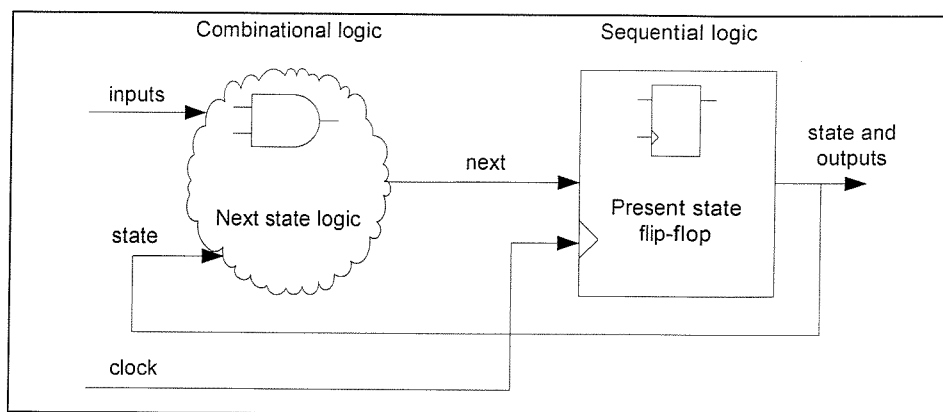 Combinational logic
Sequential logic
inputs
state and
outputs
next
Next state logic
Present state
flip-flop
state
clock